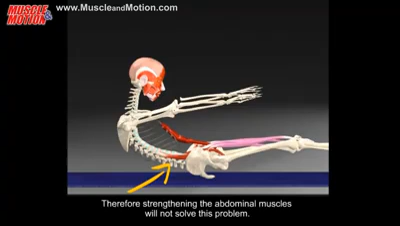 MUSCLE & MOTION
www.MuscleandMotion.com
Therefore strengthening the abdominal muscles
will not solve this problem.